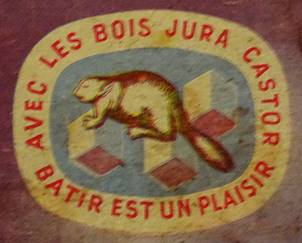 AVEC LES BOIS JURA CASTOR
BATIR EST UN·PLAISIR